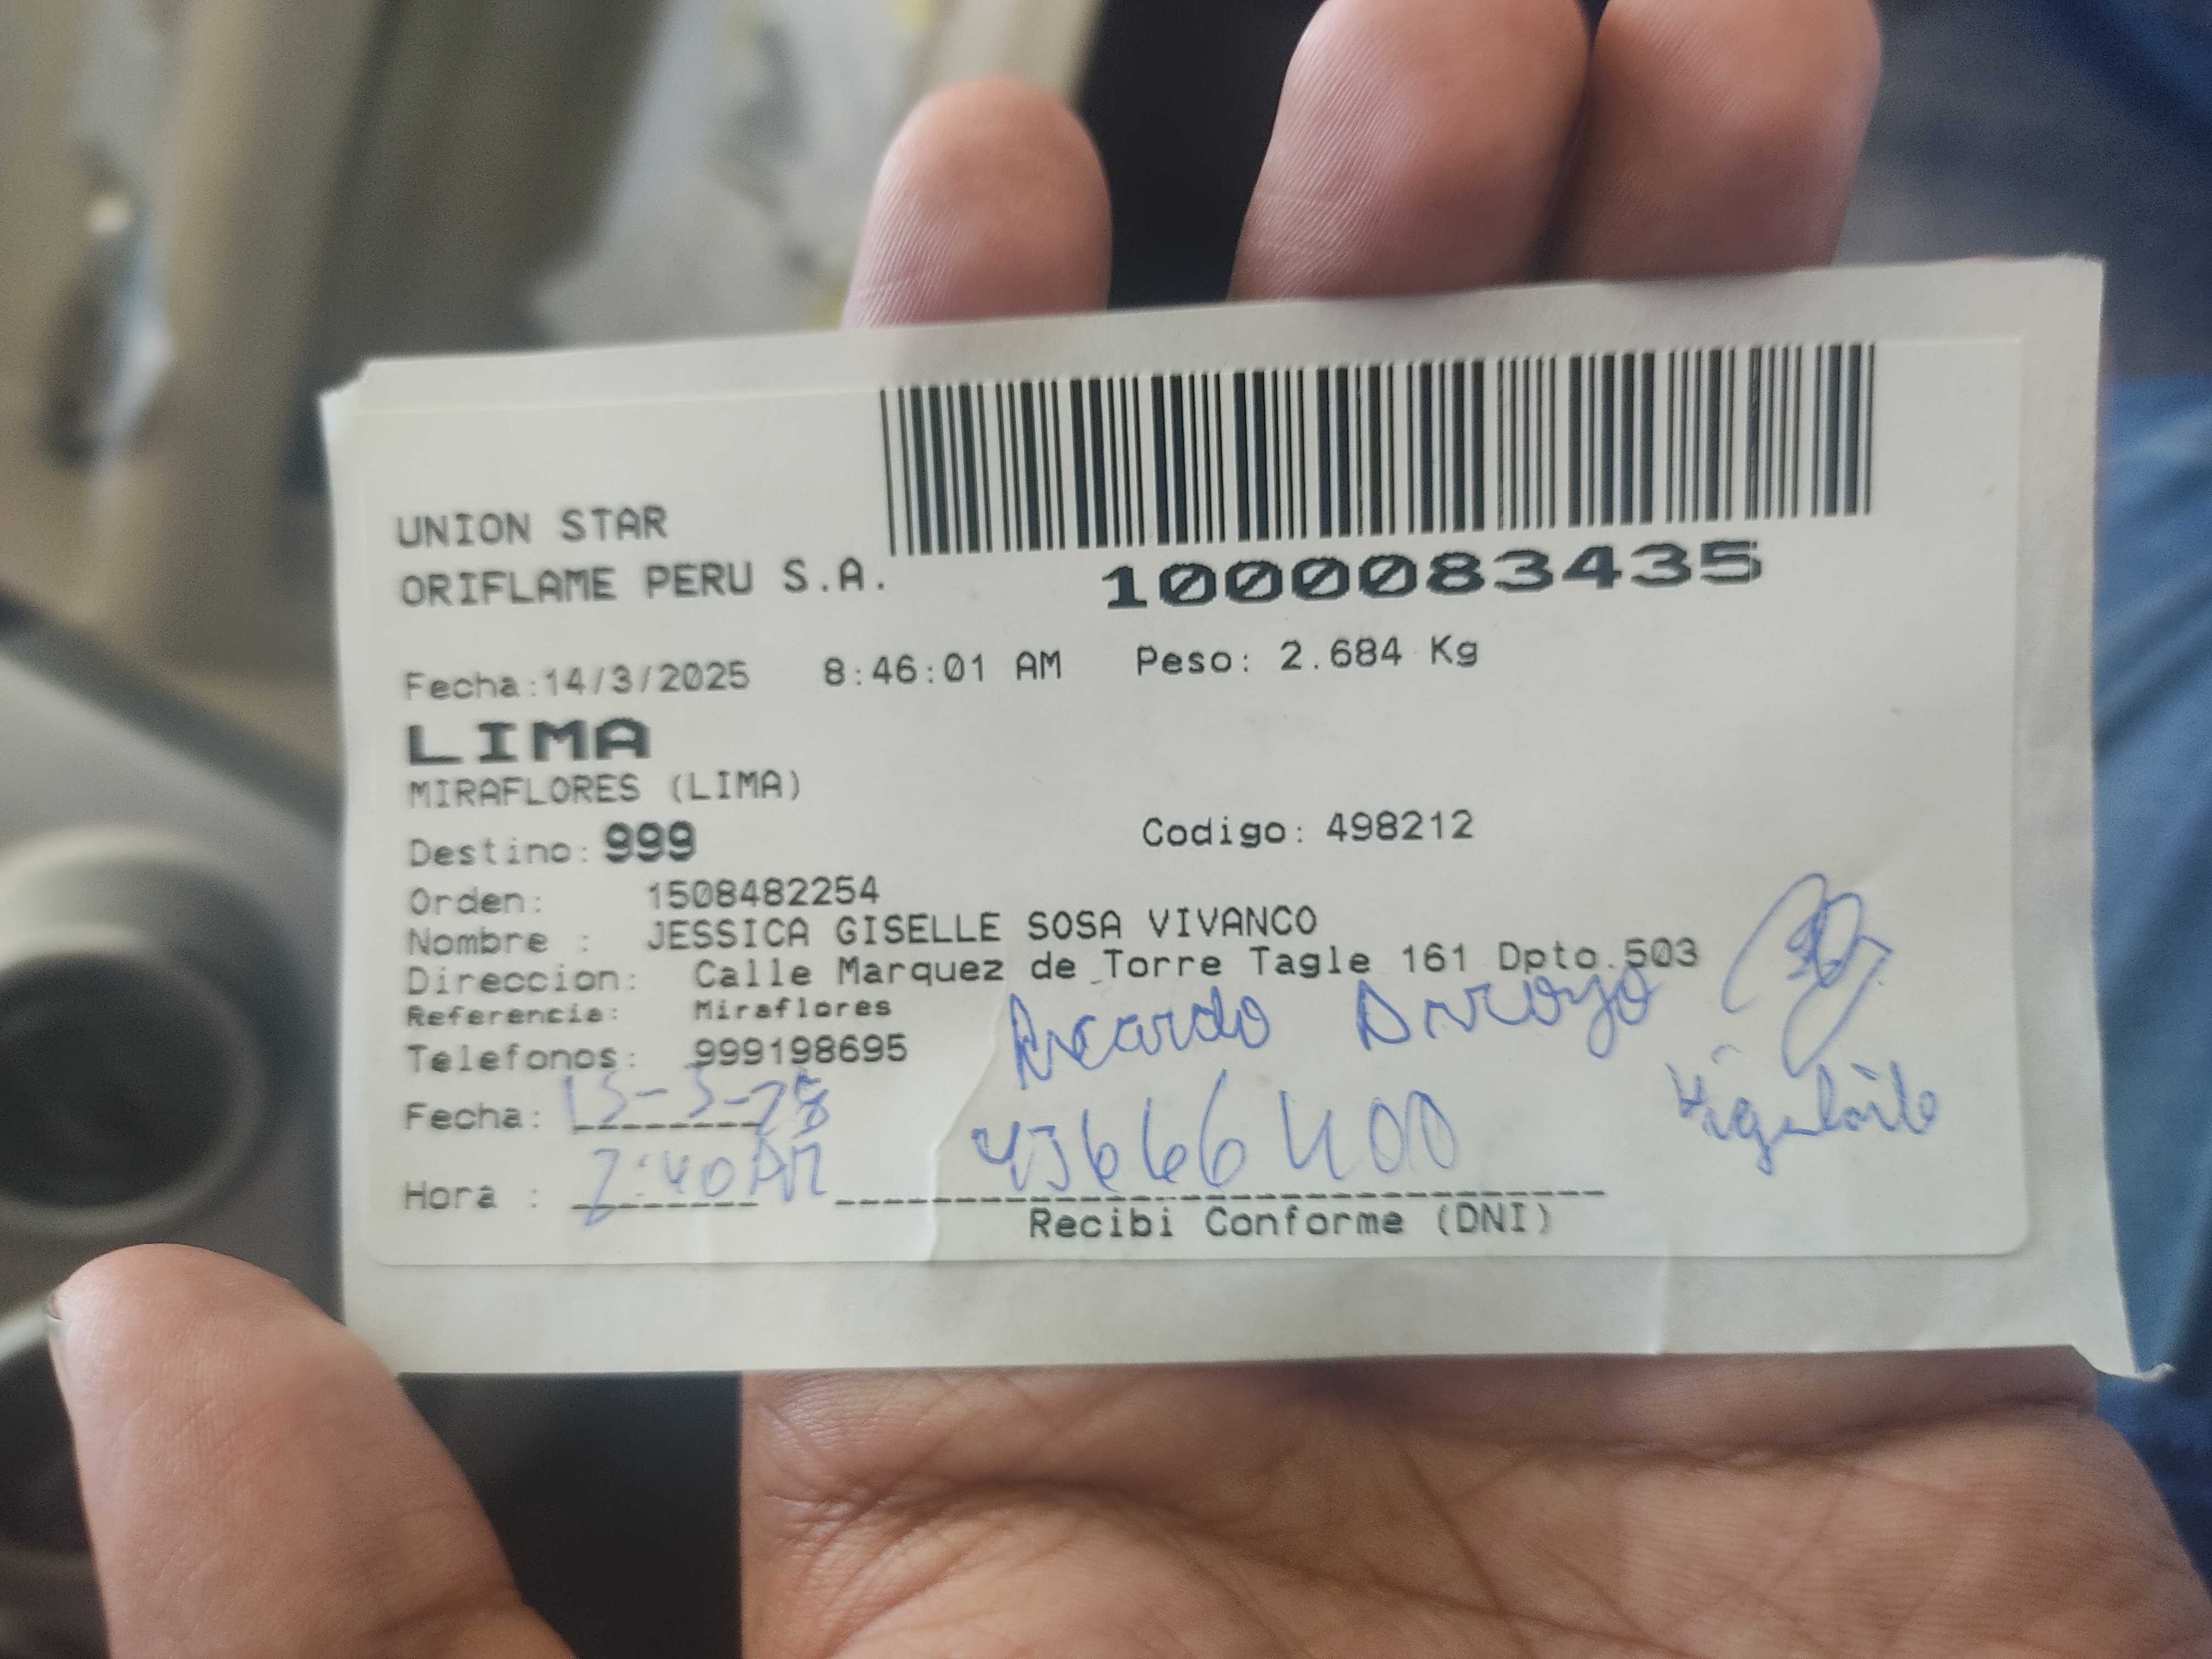 UNION STAR
ORIFLAME PERU S.A.
1000083435
Fecha:14/3/2025 8:46:01 AM Peso: 2.684 Kg
LIMA
MIRAFLORES (LIMA)
Destino: 999 Codigo: 498212
Orden: 1508482254
Nombre : JESSICA GISELLE SOSA VIVANCO
Direccion: Calle Marquez de Torre Tagle 161 Dpto.503
Referencia: Miraflores
Ricardo Arroyo
Telefonos: 999198695
Fecha: 15-3-25
43666400
Hora : 2:40 PM
Recibi Conforme (DNI)